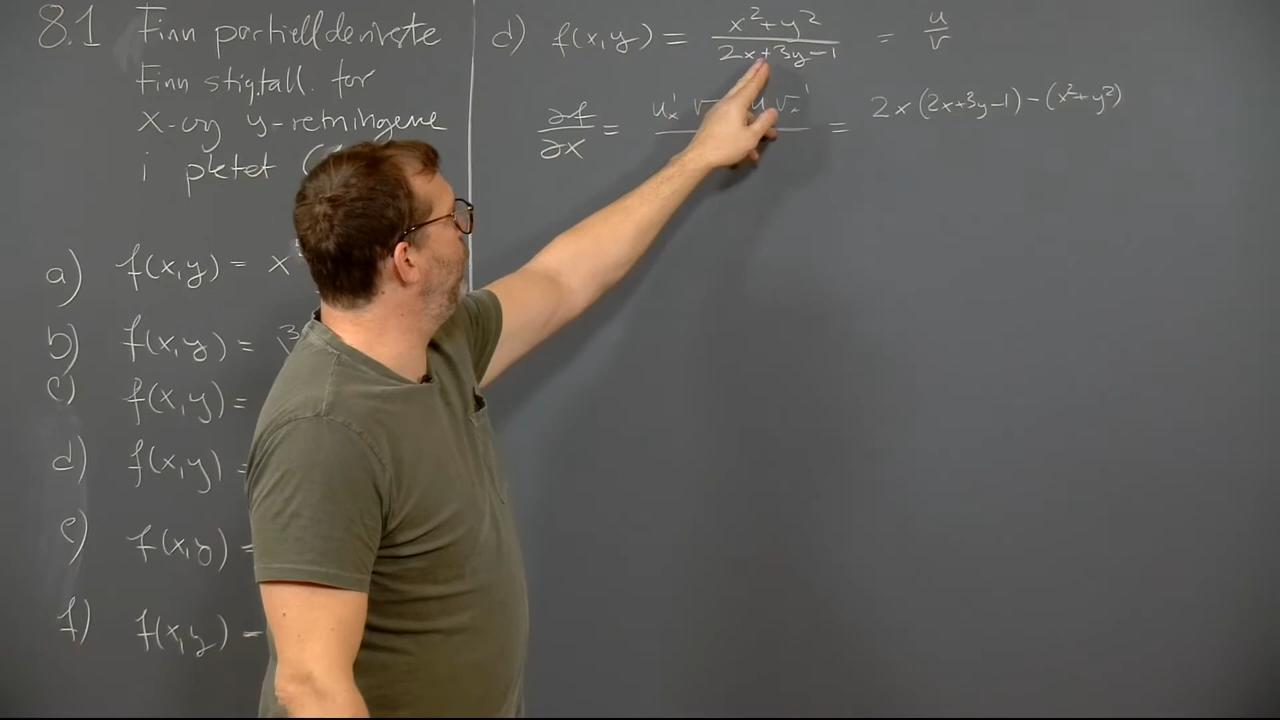 8.1 Finn partiellderiverte
Finn stigtall for
x- og y-retningene
i pktet (
a) f(x,y) = x
b) f(x,y) = 3
c) f(x,y) =
d) f(x,y) =
e) f(x,y) =
f) f(x,y) =
d) f(x,y) = (x²+y²)/(2x+3y-1) = u/v
∂f/∂x = u'ₓ v u v'ₓ = 2x(2x+3y-1) - (x²+y²)